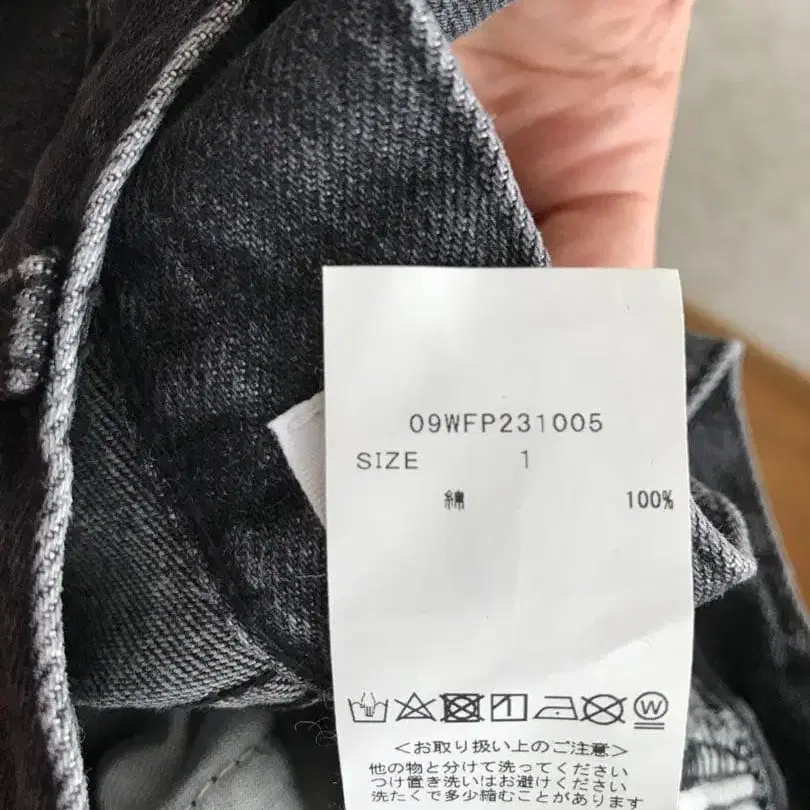 09WFP231005
SIZE 1
綿 100%
W
＜お取り扱い上のご注意＞
他の物と分けて洗ってください
つけ置き洗いはお避けください
洗たくで多少縮むことがあります